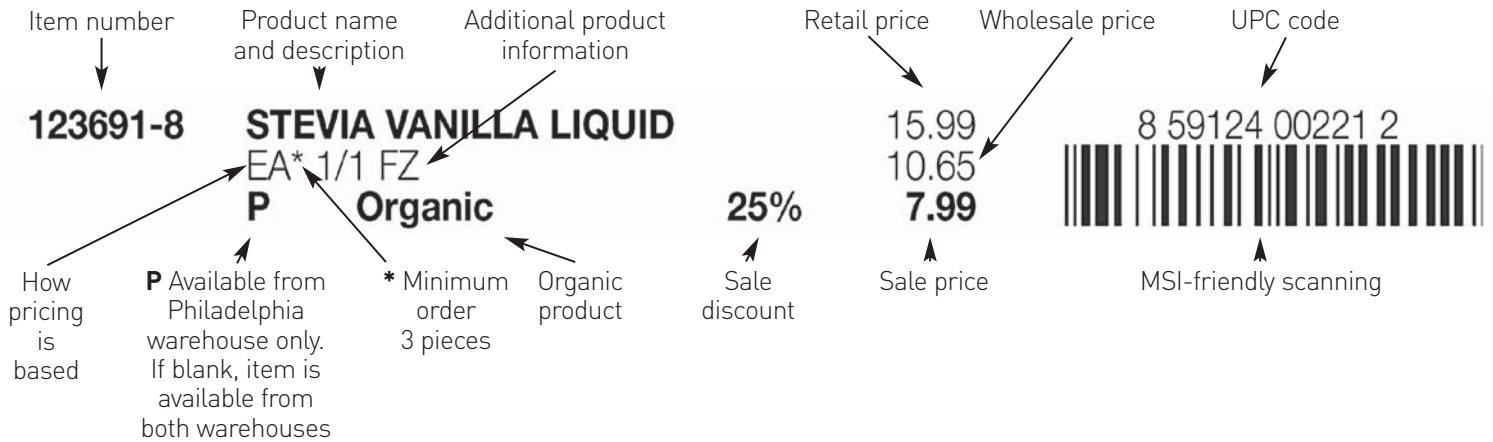 Item number
Product name
and description
Additional product
information
Retail price
Wholesale price
UPC code
123691-8 STEVIA VANILLA LIQUID 15.99 8 59124 00221 2
EA* 1/1 FZ 10.65
P Organic 25% 7.99
How
pricing
is
based
P Available from
Philadelphia
warehouse only.
If blank, item is
available from
both warehouses
* Minimum
order
3 pieces
Organic
product
Sale
discount
Sale price
MSI-friendly scanning